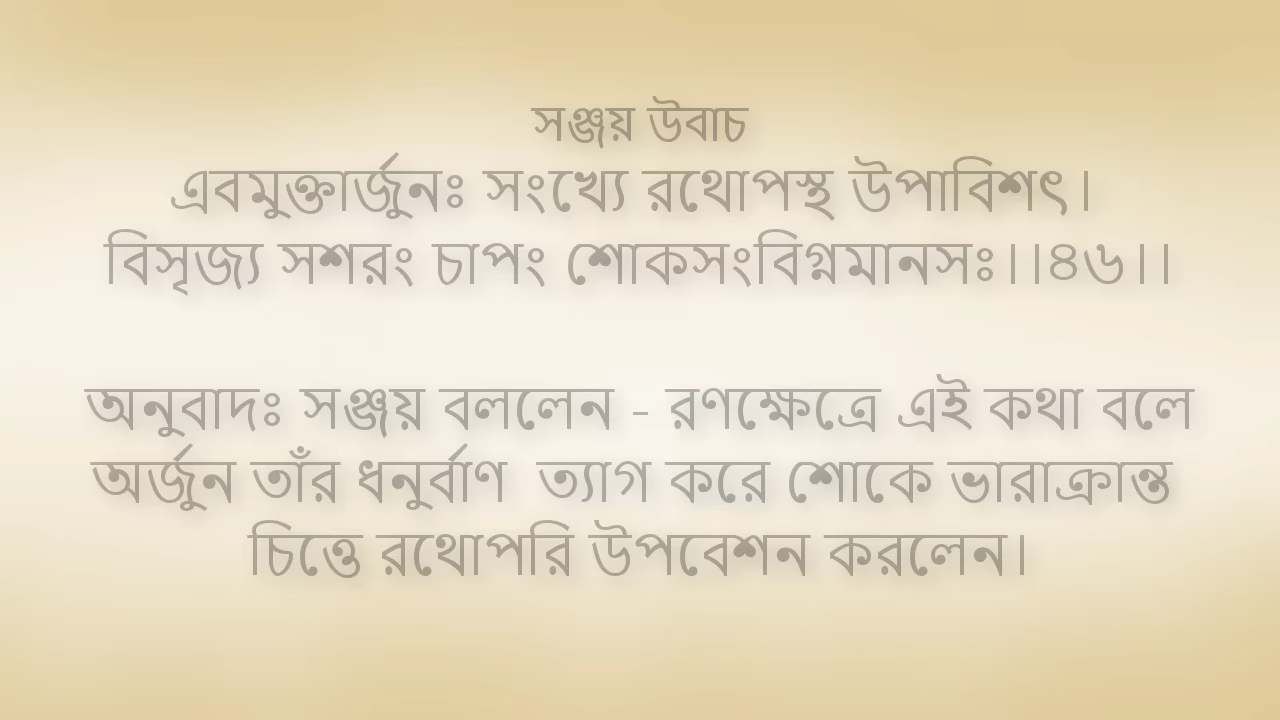 সঞ্জয় উবাচ
এবমুক্তার্জুনঃ সংখ্যে রথোপস্থ উপাবিশৎ।
বিসৃজ্য সশরং চাপং শোকসংবিগ্নমানসঃ।।৪৬।।
অনুবাদঃ সঞ্জয় বললেন - রণক্ষেত্রে এই কথা বলে
অর্জুন তাঁর ধনুর্বাণ  ত্যাগ করে শোকে ভারাক্রান্ত
চিত্তে রথোপরি উপবেশন করলেন।